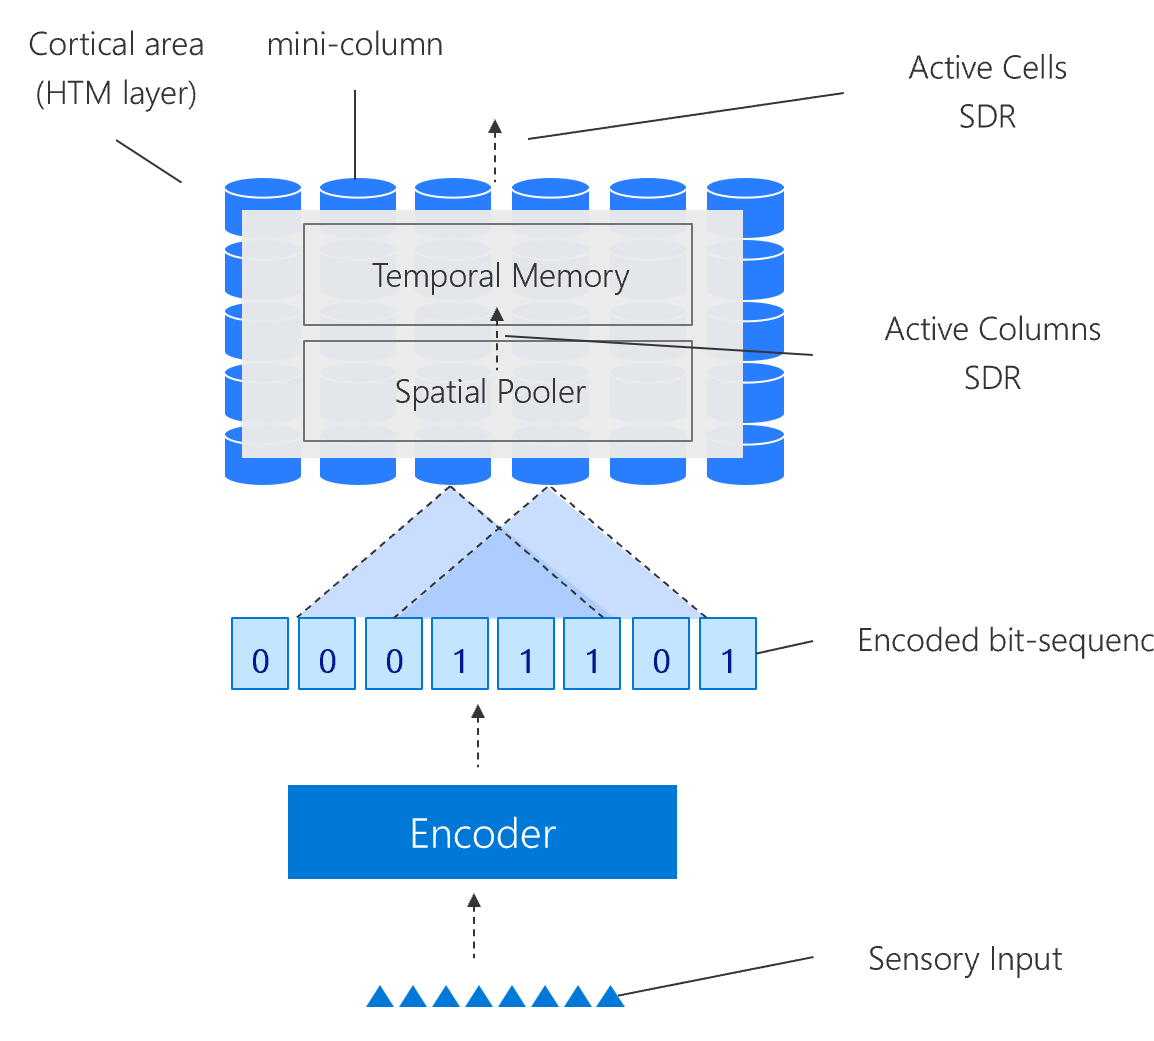 Cortical area
(HTM layer)
mini-column
Active Cells
SDR
Temporal Memory
Active Columns
SDR
Spatial Pooler
0 0 0 1 1 1 0 1
Encoded bit-sequenc
Encoder
Sensory Input